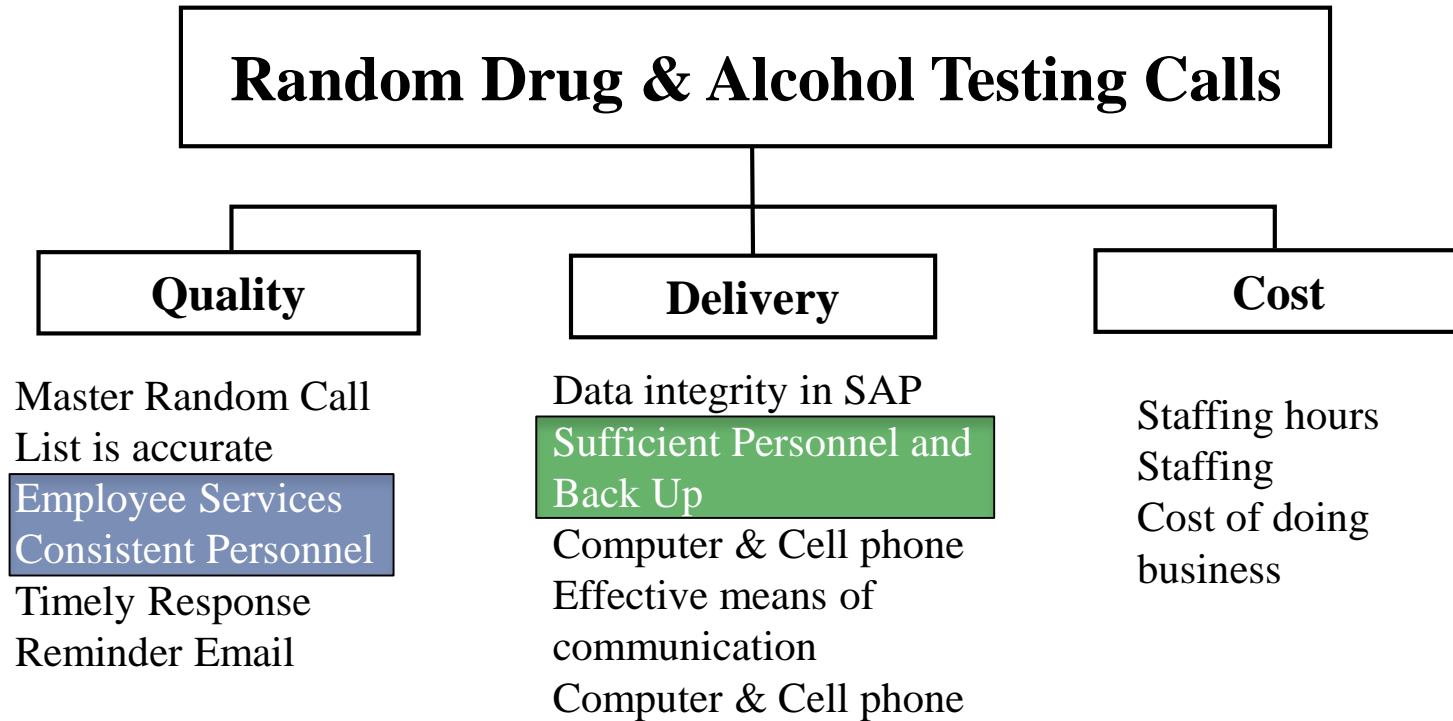 Random Drug & Alcohol Testing Calls
Quality
Master Random Call
List is accurate
Employee Services
Consistent Personnel
Timely Response
Reminder Email
Delivery
Data integrity in SAP
Sufficient Personnel and
Back Up
Computer & Cell phone
Effective means of
communication
Computer & Cell phone
Cost
Staffing hours
Staffing
Cost of doing
business